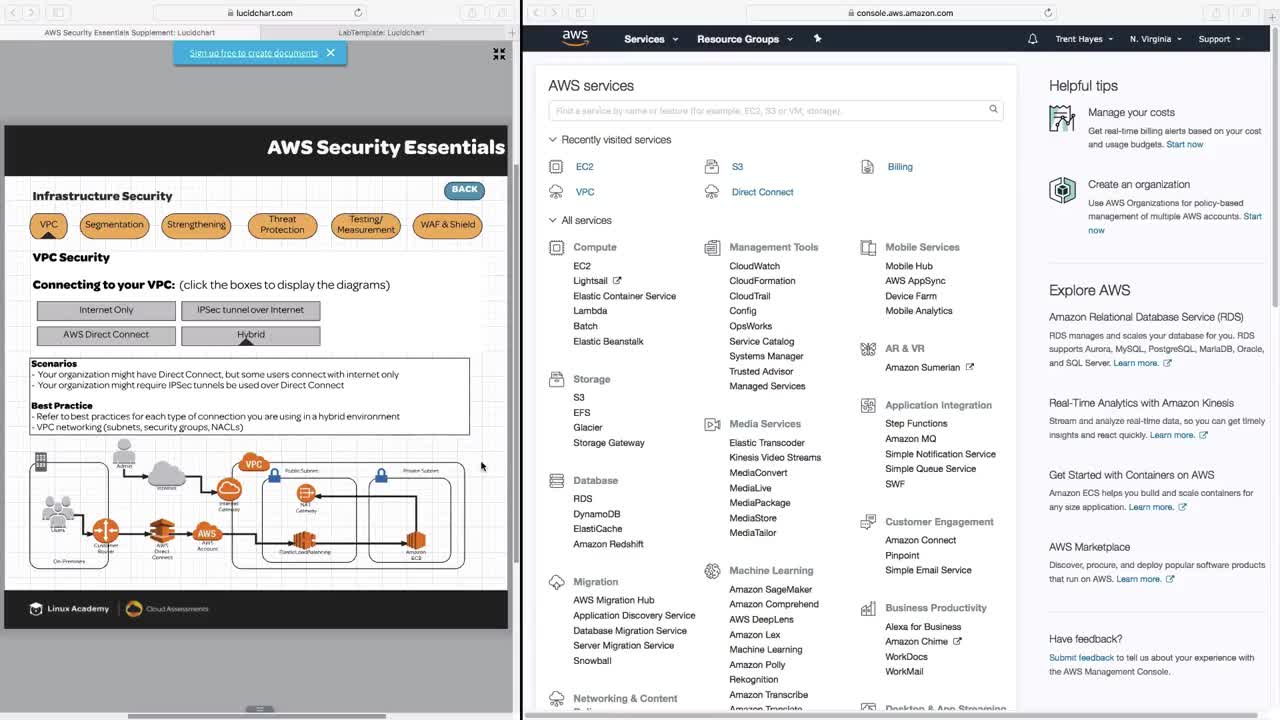 lucidchart.com
AWS Security Essentials Supplement: Lucidchart
LabTemplate: Lucidchart
Sign up free to create documents
AWS Security Essentials
Infrastructure Security
BACK
VPC
Segmentation
Strengthening
Threat
Protection
Testing/
Measurement
WAF & Shield
VPC Security
Connecting to your VPC: (click the boxes to display the diagrams)
Internet Only
IPSec tunnel over Internet
AWS Direct Connect
Hybrid
Scenarios
- Your organization might have Direct Connect, but some users connect with internet only
- Your organization might require IPSec tunnels be used over Direct Connect
Best Practice
- Refer to best practices for each type of connection you are using in a hybrid environment
- VPC networking (subnets, security groups, NACLs)
Admin
Internet
VPC
Public Subnet
Private Subnet
Internet
Gateway
NAT
Gateway
Users
Customer
Router
AWS
Direct
Connect
AWS
AWS
Account
ElasticLoadBalancing
Amazon
EC2
On-Premises
Linux Academy
Cloud Assessments
console.aws.amazon.com
aws
Services
Resource Groups
Trent Hayes
N. Virginia
Support
AWS services
Find a service by name or feature (for example, EC2, S3 or VM, storage).
Recently visited services
EC2
S3
Billing
VPC
Direct Connect
All services
Compute
EC2
Lightsail
Elastic Container Service
Lambda
Batch
Elastic Beanstalk
Storage
S3
EFS
Glacier
Storage Gateway
Database
RDS
DynamoDB
ElastiCache
Amazon Redshift
Migration
AWS Migration Hub
Application Discovery Service
Database Migration Service
Server Migration Service
Snowball
Networking & Content
Management Tools
CloudWatch
CloudFormation
CloudTrail
Config
OpsWorks
Service Catalog
Systems Manager
Trusted Advisor
Managed Services
Media Services
Elastic Transcoder
Kinesis Video Streams
MediaConvert
MediaLive
MediaPackage
MediaStore
MediaTailor
Machine Learning
Amazon SageMaker
Amazon Comprehend
AWS DeepLens
Amazon Lex
Machine Learning
Amazon Polly
Rekognition
Amazon Transcribe
Amazon Translate
Mobile Services
Mobile Hub
AWS AppSync
Device Farm
Mobile Analytics
AR & VR
Amazon Sumerian
Application Integration
Step Functions
Amazon MQ
Simple Notification Service
Simple Queue Service
SWF
Customer Engagement
Amazon Connect
Pinpoint
Simple Email Service
Business Productivity
Alexa for Business
Amazon Chime
WorkDocs
WorkMail
Desktop & App Streaming
Helpful tips
Manage your costs
Get real-time billing alerts based on your cost
and usage budgets. Start now
Create an organization
Use AWS Organizations for policy-based
management of multiple AWS accounts. Start
now
Explore AWS
Amazon Relational Database Service (RDS)
RDS manages and scales your database for you. RDS
supports Aurora, MySQL, PostgreSQL, MariaDB, Oracle,
and SQL Server. Learn more.
Real-Time Analytics with Amazon Kinesis
Stream and analyze real-time data, so you can get timely
insights and react quickly. Learn more.
Get Started with Containers on AWS
Amazon ECS helps you build and scale containers for
any size application. Learn more.
AWS Marketplace
Discover, procure, and deploy popular software products
that run on AWS. Learn more.
Have feedback?
Submit feedback to tell us about your experience with
the AWS Management Console.